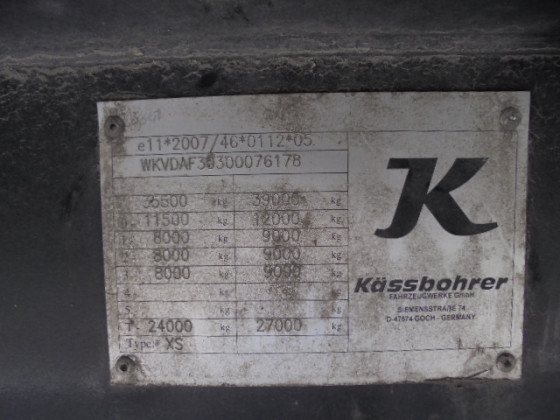 e11*2007/46*0112*05
WKVDAF30300076178
35500 kg 39000 kg
0- 11500 kg 12000 kg
1- 8000 kg 9000 kg
2- 8000 kg 9000 kg
3- 8000 kg 9000 kg
4-
5-
T- 24000 kg 27000 kg
Type: XS
K
Kässbohrer
FAHRZEUGWERKE GmbH
SIEMENSSTRAßE 74
D-47574 GOCH / GERMANY